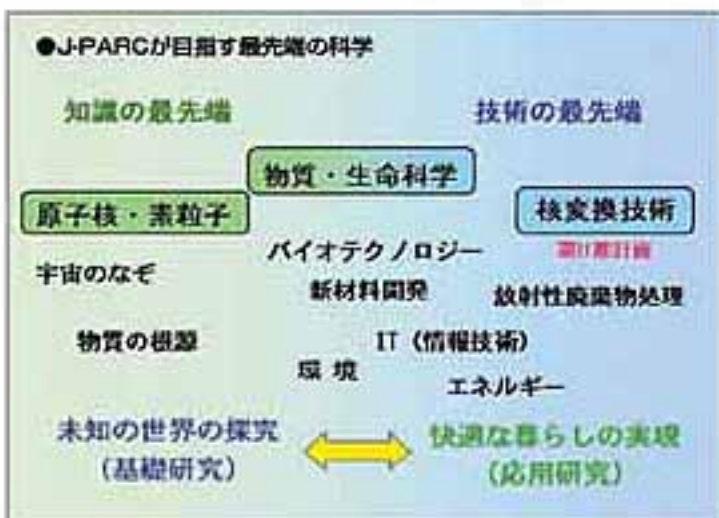 ●J-PARCが目指す最先端の科学
知識の最先端
技術の最先端
物質・生命科学
原子核・素粒子
核変換技術
バイオテクノロジー
宇宙のなぞ
新材料開発
放射性廃棄物処理
物質の根源
IT（情報技術）
環 境
エネルギー
未知の世界の探究
（基礎研究）
快適な暮らしの実現
（応用研究）